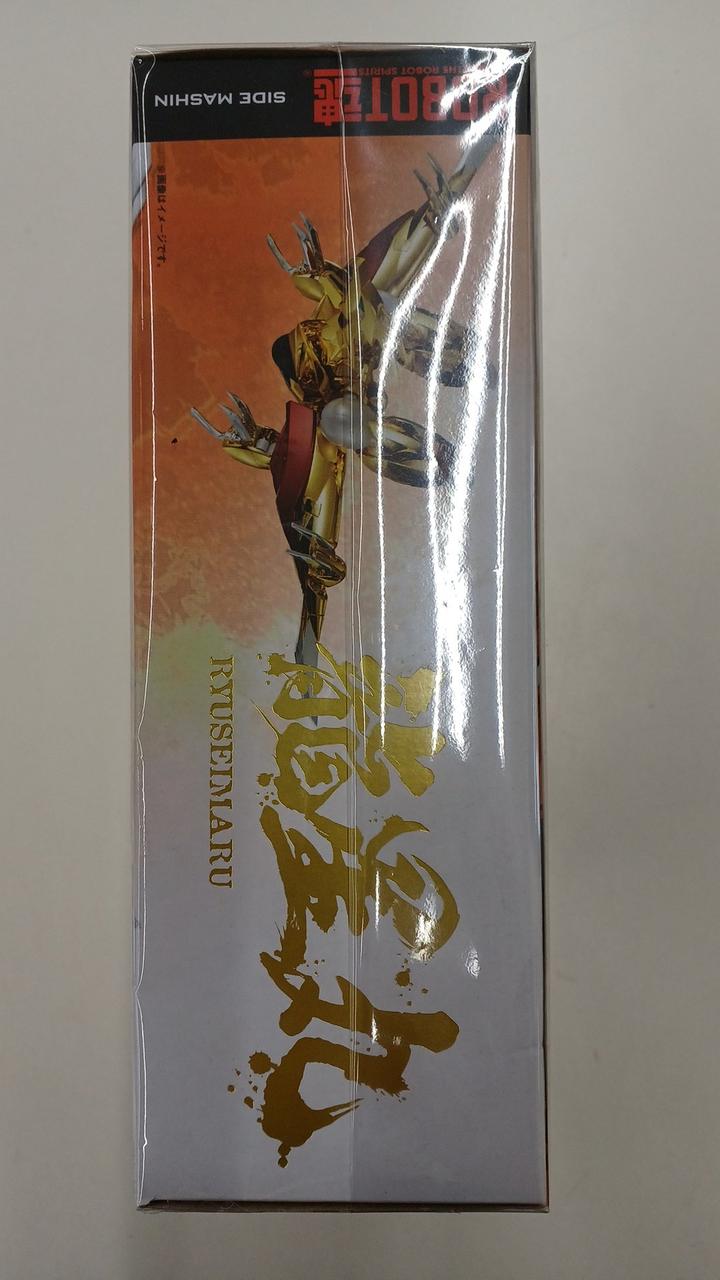 SIDE MASHIN
ROBOT魂
THE ROBOT SPIRITS
®
※画像はイメージです。
龍星丸
RYUSEIMARU